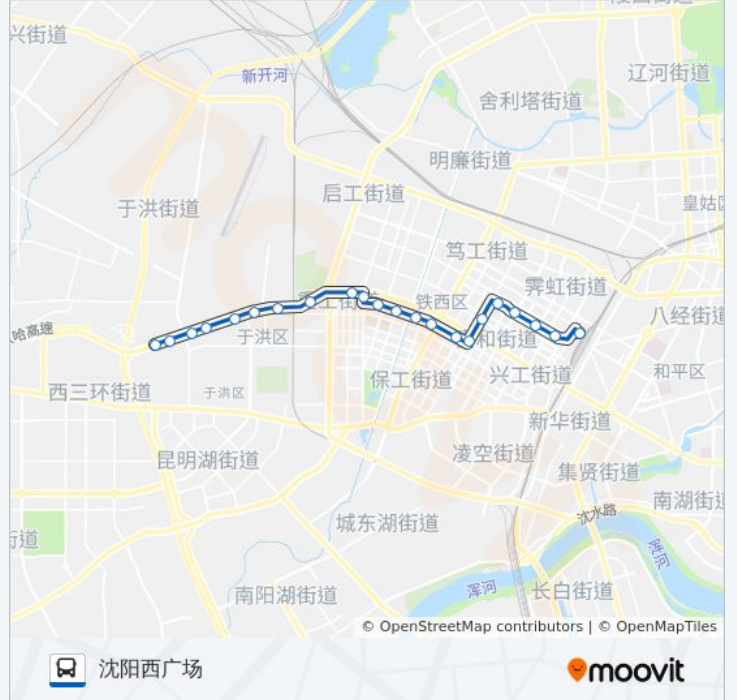 兴街道
新开河
辽河街道
舍利塔街道
明廉街道
启工街道
皇姑区
于洪街道
笃工街道
霁虹街道
铁西区
八经街道
哈高速
于洪区
和街道
保工街道
兴工街道
和平区
西三环街道
于洪区
新华街道
昆明湖街道
凌空街道
集贤街道
南湖街道
沈水路
城东湖街道
街道
浑河
浑河
长白街道
南阳湖街道
© OpenStreetMap contributors | © OpenMapTiles
沈阳西广场
moovit